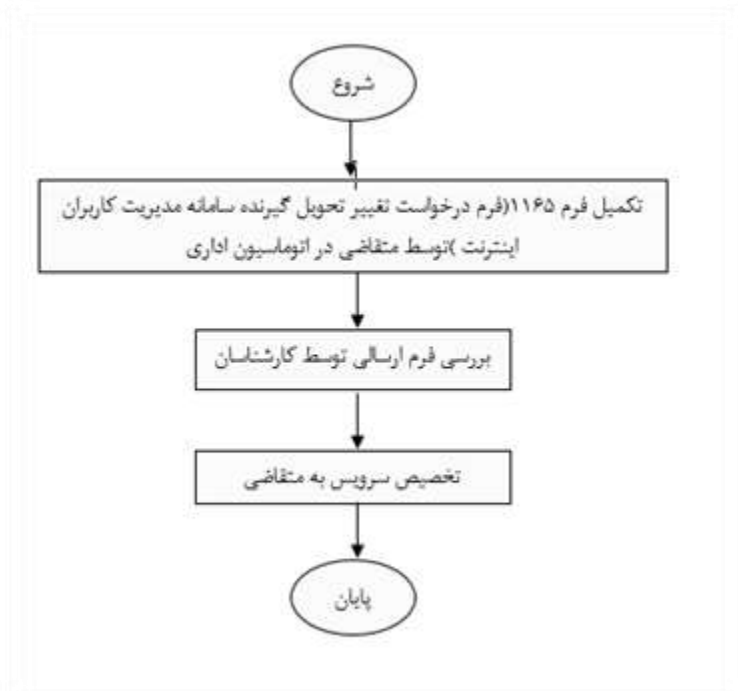 شروع
تکمیل فرم ۱۱۶۵(فرم درخواست تغییر تحویل گیرنده سامانه مدیریت کاربران
اینترنت )توسط متقاضی در اتوماسیون اداری
بررسی فرم ارسالی توسط کارشناسان
تخصیص سرویس به متقاضی
پایان